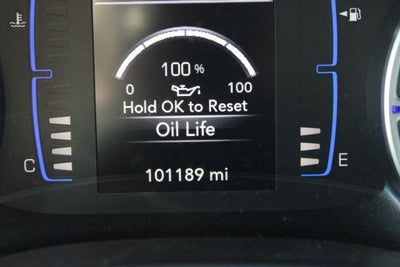 100 %
0 100
Hold OK to Reset
Oil Life
C E
101189 mi